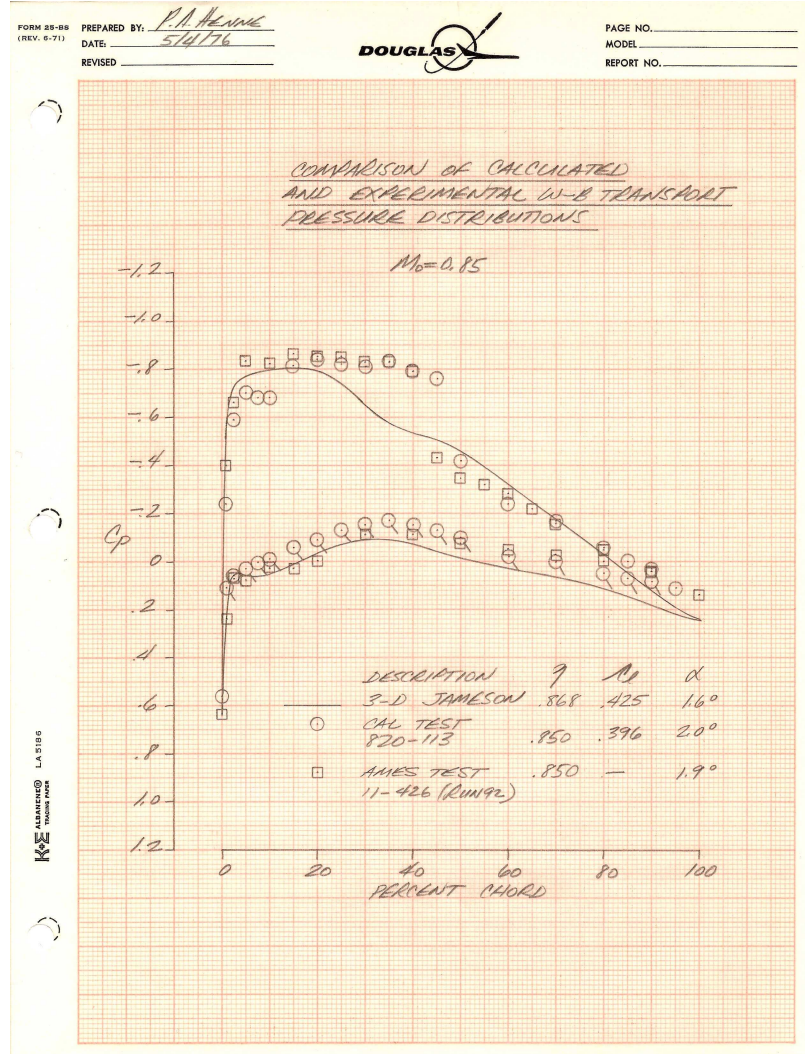 FORM 25-BS
(REV. 6-71)
PREPARED BY: P.A. HENNE
DATE: 5/4/76
REVISED
DOUGLAS
PAGE NO.
MODEL
REPORT NO.
COMPARISON OF CALCULATED
AND EXPERIMENTAL W-B TRANSPORT
PRESSURE DISTRIBUTIONS
M₀=0.85
-1.2
-1.0
-.8
-.6
-.4
-.2
Cp
0
.2
.4
.6
.8
1.0
1.2
DESCRIPTION η Cℓ α
3-D JAMESON .868 .425 1.6°
CAL TEST
820-113 .850 .396 2.0°
AMES TEST .850 — 1.9°
11-426 (RUN92)
0 20 40 60 80 100
PERCENT CHORD
K+E ALBANENE® LA 5186
TRACING PAPER